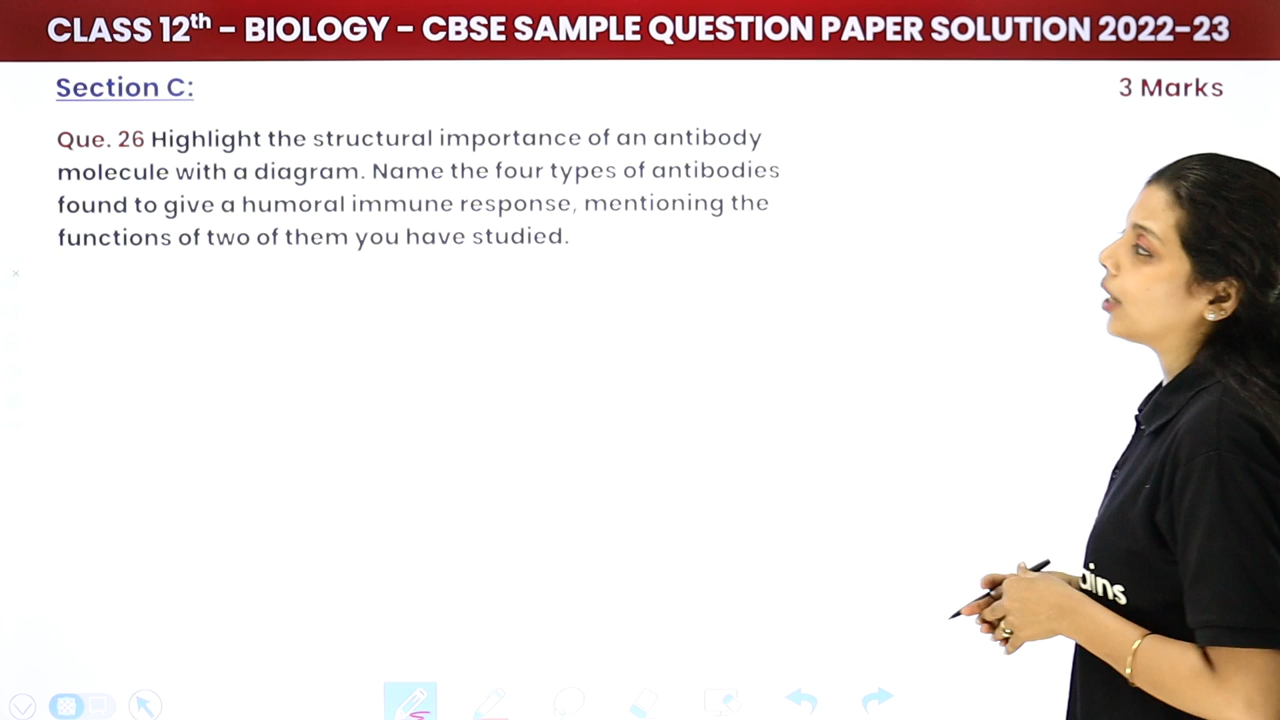 CLASS 12th – BIOLOGY – CBSE SAMPLE QUESTION PAPER SOLUTION 2022–23
Section C:
3 Marks
Que. 26 Highlight the structural importance of an antibody
molecule with a diagram. Name the four types of antibodies
found to give a humoral immune response, mentioning the
functions of two of them you have studied.
ins